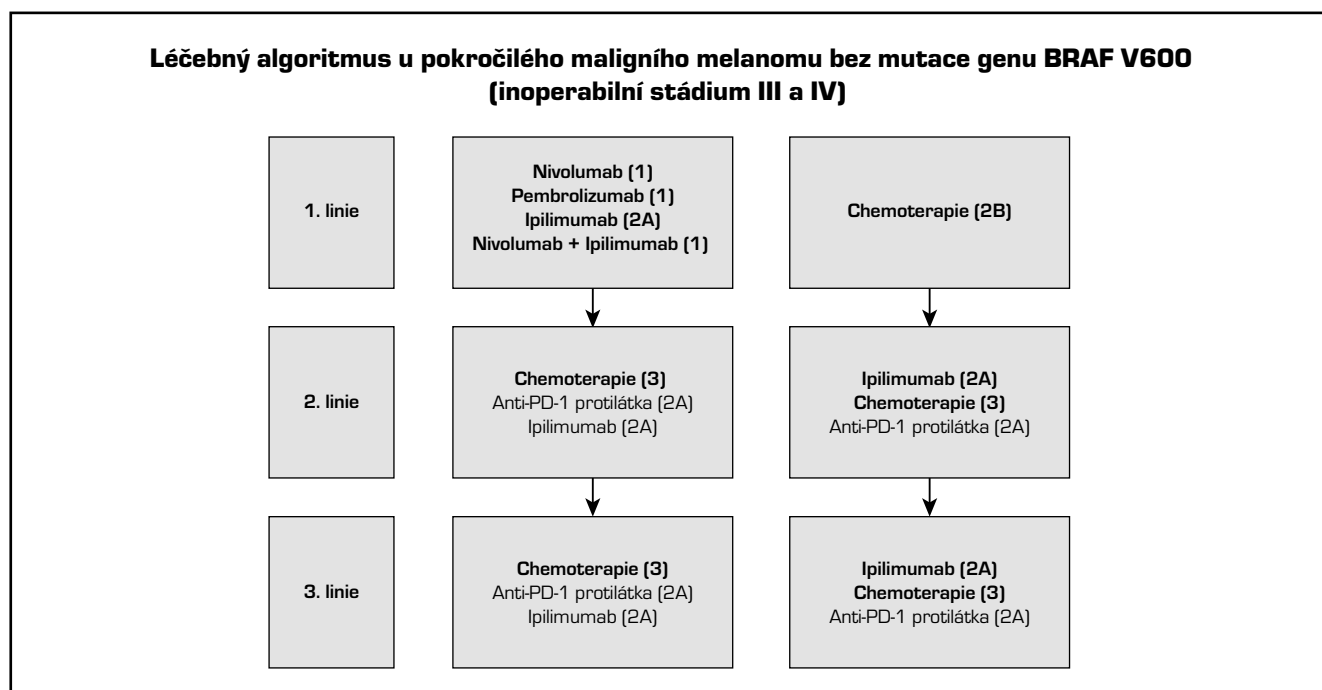 Léčebný algoritmus u pokročilého maligního melanomu bez mutace genu BRAF V600
(inoperabilní stádium III a IV)
1. linie
Nivolumab (1)
Pembrolizumab (1)
Ipilimumab (2A)
Nivolumab + Ipilimumab (1)
Chemoterapie (2B)
2. linie
Chemoterapie (3)
Anti-PD-1 protilátka (2A)
Ipilimumab (2A)
Ipilimumab (2A)
Chemoterapie (3)
Anti-PD-1 protilátka (2A)
3. linie
Chemoterapie (3)
Anti-PD-1 protilátka (2A)
Ipilimumab (2A)
Ipilimumab (2A)
Chemoterapie (3)
Anti-PD-1 protilátka (2A)